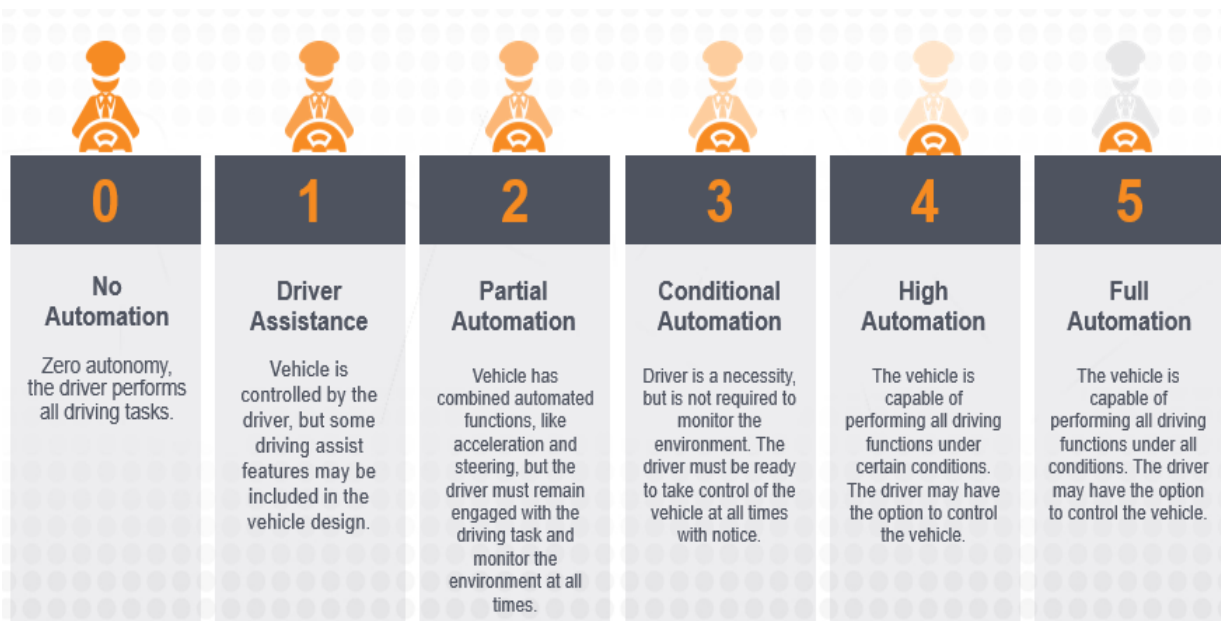 0
No
Automation
Zero autonomy,
the driver performs
all driving tasks.
1
Driver
Assistance
Vehicle is
controlled by the
driver, but some
driving assist
features may be
included in the
vehicle design.
2
Partial
Automation
Vehicle has
combined automated
functions, like
acceleration and
steering, but the
driver must remain
engaged with the
driving task and
monitor the
environment at all
times.
3
Conditional
Automation
Driver is a necessity,
but is not required to
monitor the
environment. The
driver must be ready
to take control of the
vehicle at all times
with notice.
4
High
Automation
The vehicle is
capable of
performing all driving
functions under
certain conditions.
The driver may have
the option to control
the vehicle.
5
Full
Automation
The vehicle is
capable of
performing all driving
functions under all
conditions. The driver
may have the option
to control the vehicle.